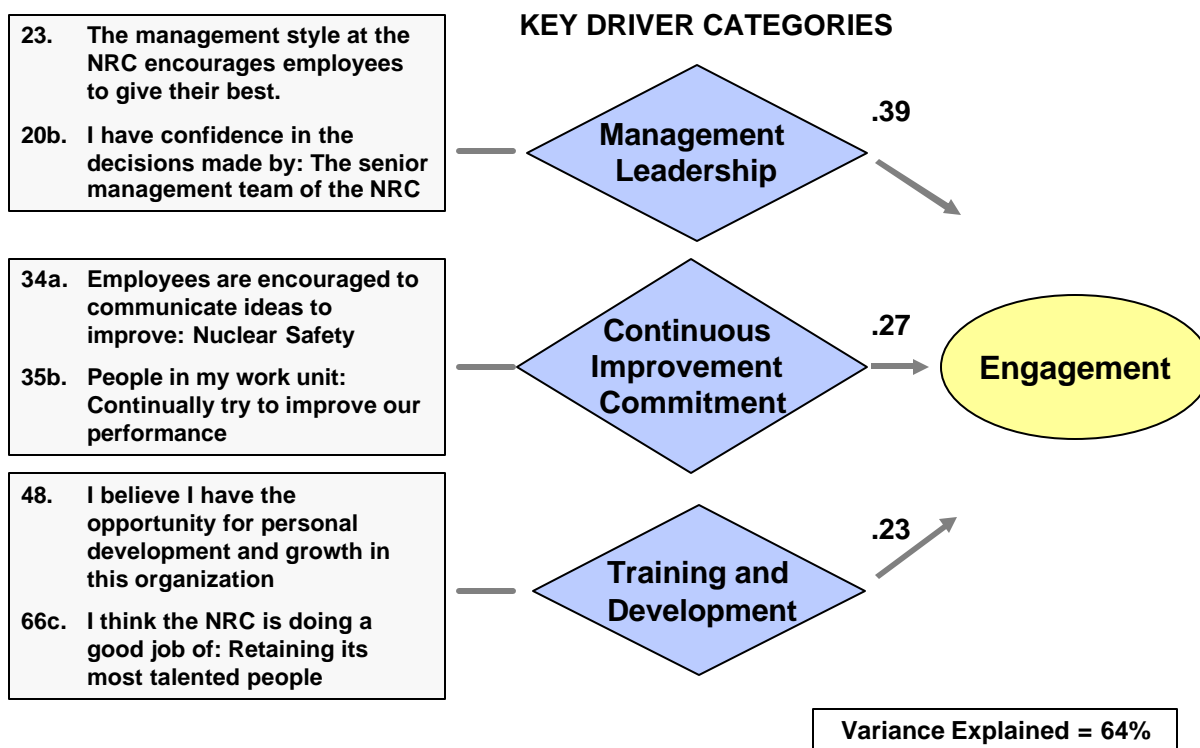 KEY DRIVER CATEGORIES
23. The management style at the
NRC encourages employees
to give their best.
20b. I have confidence in the
decisions made by: The senior
management team of the NRC
Management
Leadership
.39
34a. Employees are encouraged to
communicate ideas to
improve: Nuclear Safety
35b. People in my work unit:
Continually try to improve our
performance
Continuous
Improvement
Commitment
.27
Engagement
48. I believe I have the
opportunity for personal
development and growth in
this organization
66c. I think the NRC is doing a
good job of: Retaining its
most talented people
Training and
Development
.23
Variance Explained = 64%